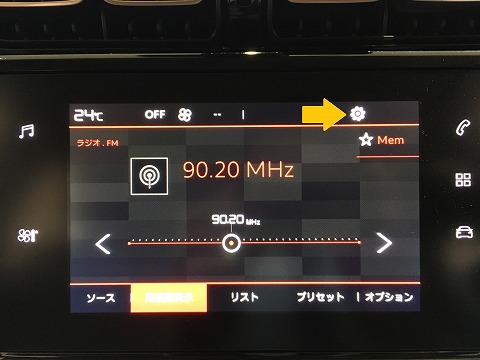 24℃ OFF -- |
ラジオ . FM
Mem
90.20 MHz
90.20 MHz
ソース リスト プリセット オプション